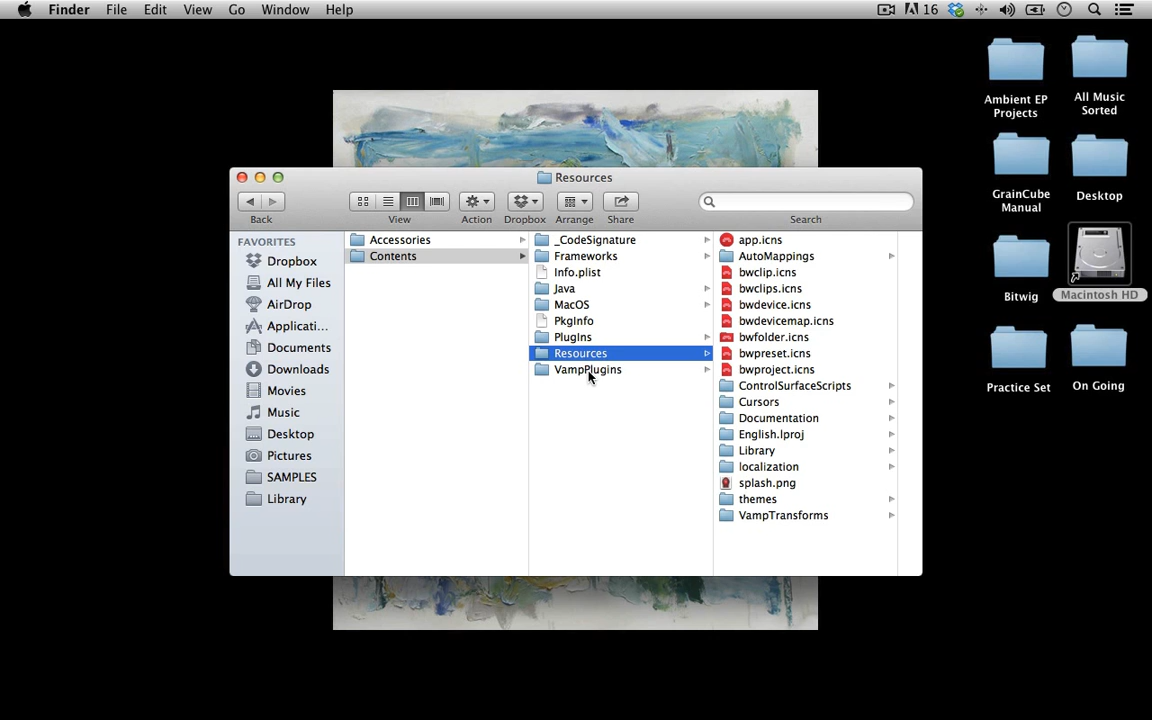 Finder File Edit View Go Window Help
16
Resources
Back
View
Action
Dropbox
Arrange
Share
Search
FAVORITES
Dropbox
All My Files
AirDrop
Applicati...
Documents
Downloads
Movies
Music
Desktop
Pictures
SAMPLES
Library
Accessories
Contents
_CodeSignature
Frameworks
Info.plist
Java
MacOS
PkgInfo
PlugIns
Resources
VampPlugins
app.icns
AutoMappings
bwclip.icns
bwclips.icns
bwdevice.icns
bwdevicemap.icns
bwfolder.icns
bwpreset.icns
bwproject.icns
ControlSurfaceScripts
Cursors
Documentation
English.lproj
Library
localization
splash.png
themes
VampTransforms
Ambient EP
Projects
All Music
Sorted
GrainCube
Manual
Desktop
Bitwig
Macintosh HD
Practice Set
On Going